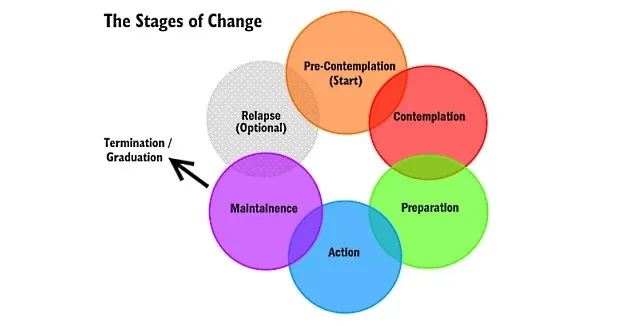 The Stages of Change
Pre-Contemplation
(Start)
Contemplation
Preparation
Action
Maintainence
Relapse
(Optional)
Termination /
Graduation